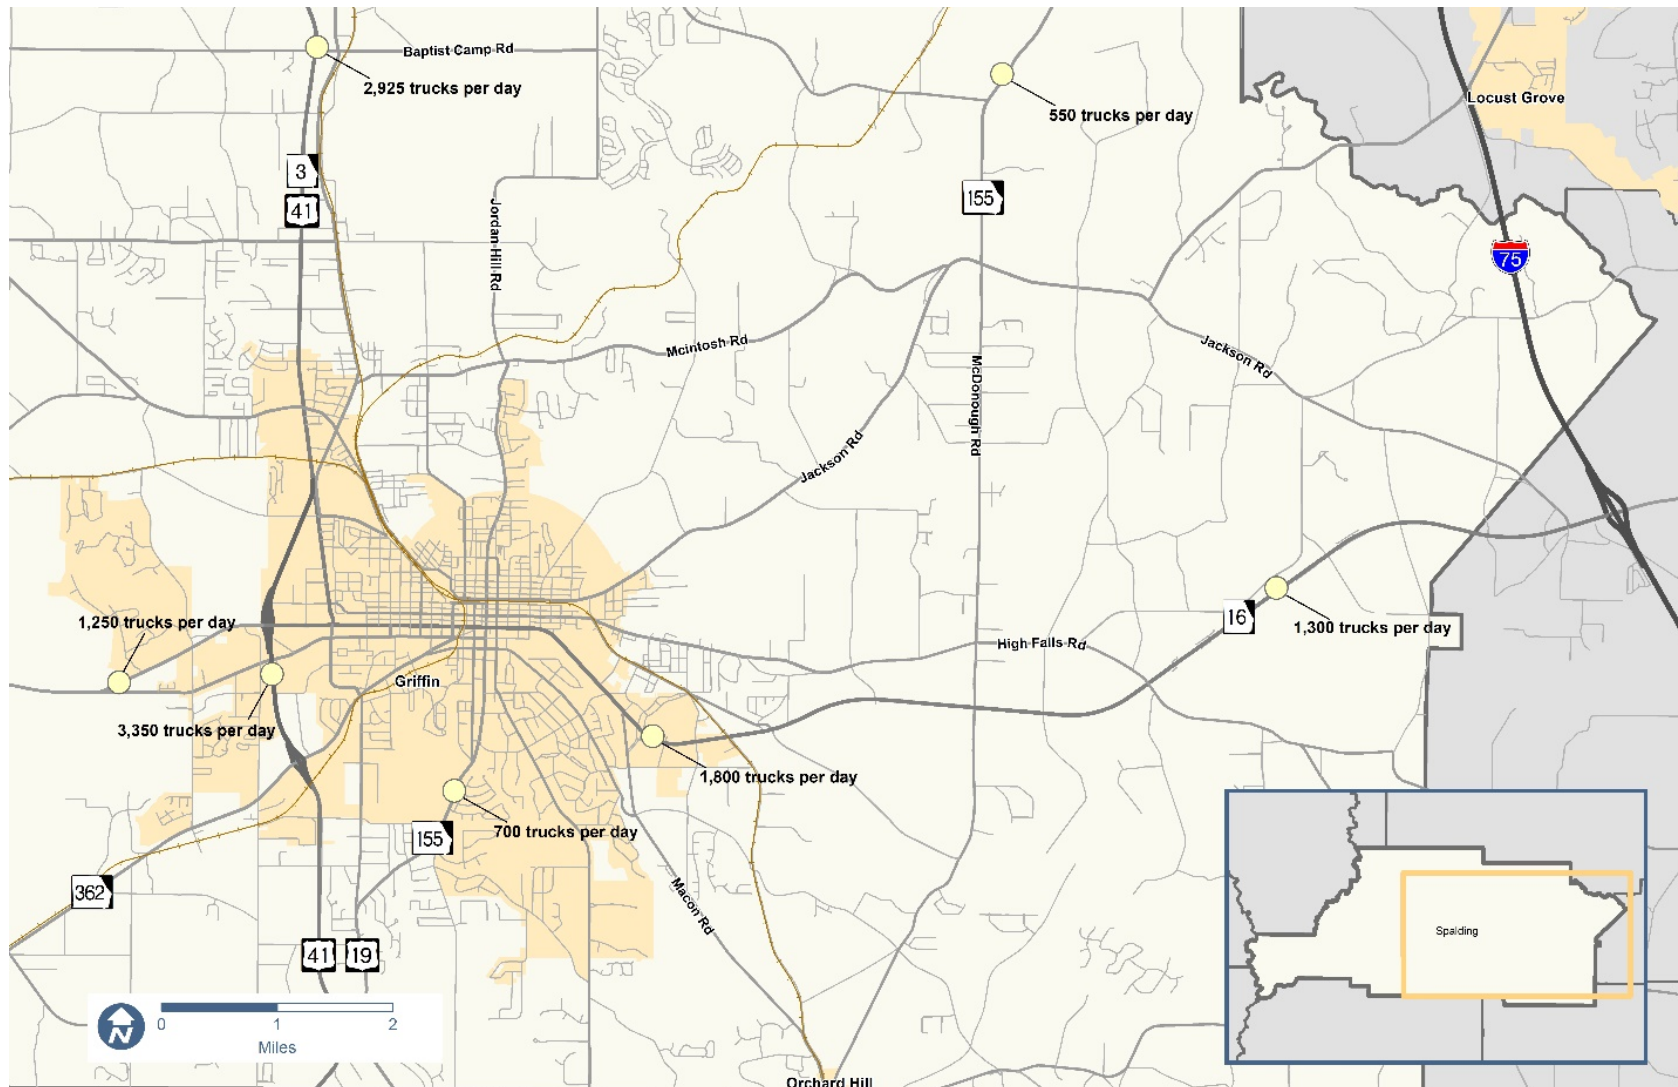 Baptist Camp Rd
2,925 trucks per day
550 trucks per day
Locust Grove
3
41
155
Jordan Hill Rd
75
Mcintosh Rd
Jackson Rd
McDonough Rd
Jackson Rd
1,250 trucks per day
16
1,300 trucks per day
High Falls Rd
Griffin
3,350 trucks per day
1,800 trucks per day
700 trucks per day
155
362
Macon Rd
41
19
Spalding
N
0
1
2
Miles
Orchard Hill